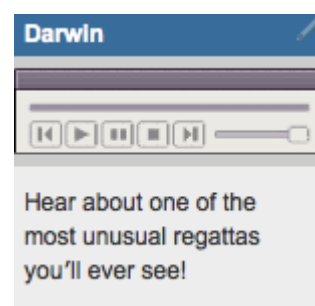 Darwin
Hear about one of the
most unusual regattas
you'll ever see!